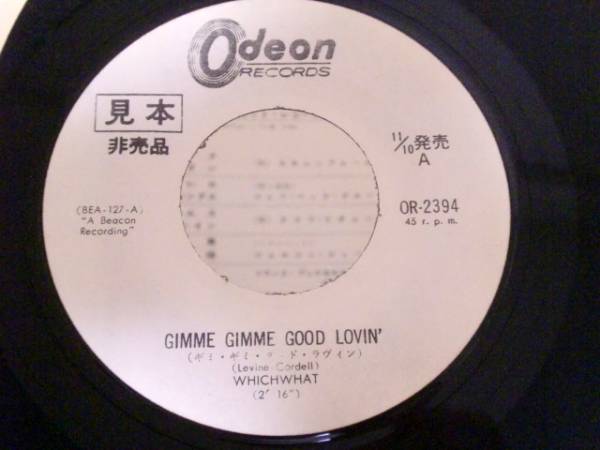 Odeon
RECORDS
見本
非売品
11/10発売
A
(BEA-127-A)
"A Beacon
Recording"
OR-2394
45 r. p. m.
GIMME GIMME GOOD LOVIN'
(ギミ・ギミ・グッド・ラヴィン)
(Levine-Cordell)
WHICHWHAT
(2' 16")